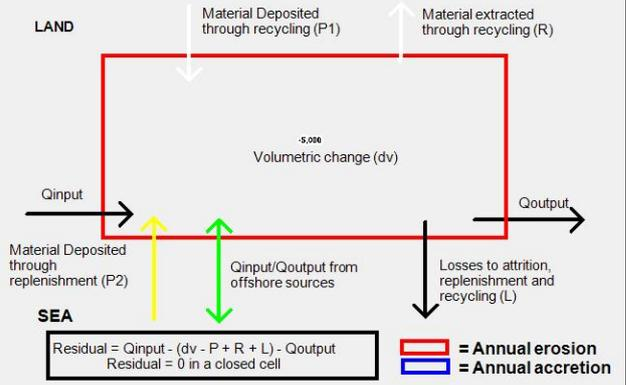 LAND
Material Deposited
through recycling (P1)
Material extracted
through recycling (R)
-5,000
Volumetric change (dv)
Qinput
Qoutput
Material Deposited
through
replenishment (P2)
Qinput/Qoutput from
offshore sources
Losses to attrition,
replenishment and
recycling (L)
SEA
Residual = Qinput - (dv - P + R + L) - Qoutput
Residual = 0 in a closed cell
= Annual erosion
= Annual accretion